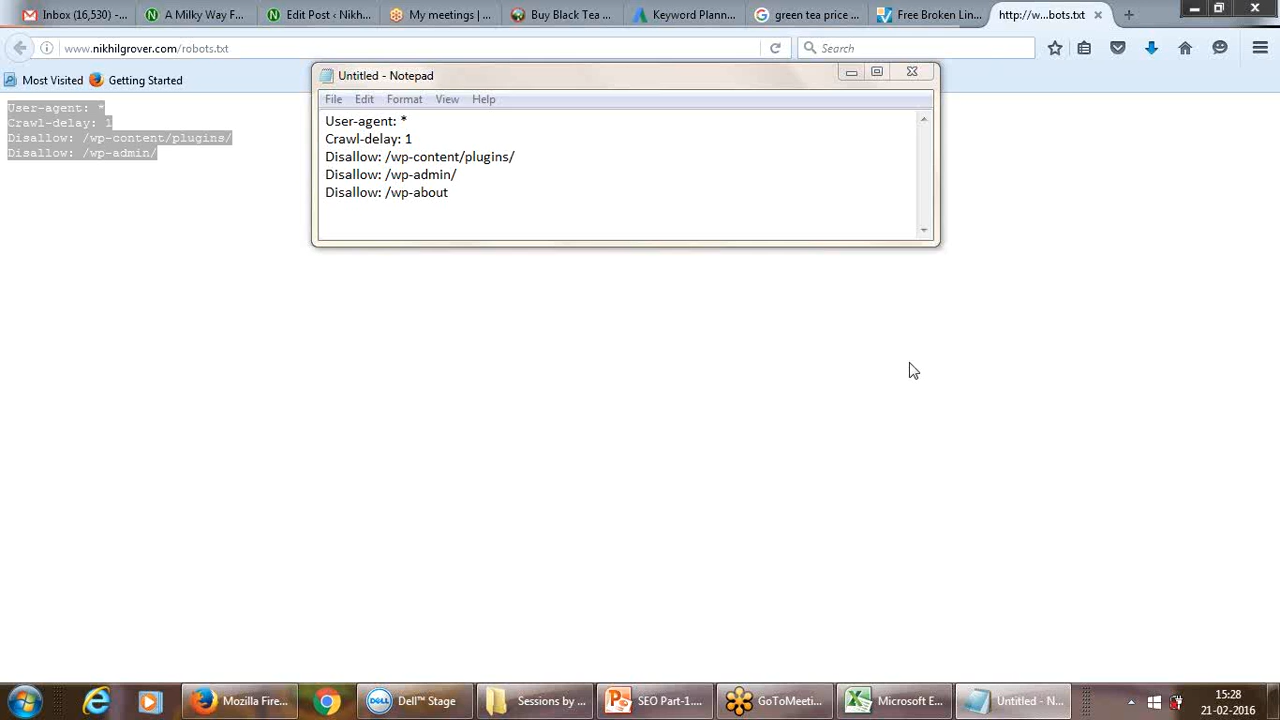 Inbox (16,530) -...
A Milky Way F...
Edit Post ‹ Nikh...
My meetings | ...
Buy Black Tea ...
Keyword Plann...
green tea price ...
Free Broken Lin...
http://w...bots.txt
www.nikhilgrover.com/robots.txt
Search
Most Visited
Getting Started
User-agent: *
Crawl-delay: 1
Disallow: /wp-content/plugins/
Disallow: /wp-admin/
Untitled - Notepad
File Edit Format View Help
User-agent: *
Crawl-delay: 1
Disallow: /wp-content/plugins/
Disallow: /wp-admin/
Disallow: /wp-about
Mozilla Fire...
DELL
Dell™ Stage
Sessions by ...
SEO Part-1....
GoToMeeti...
Microsoft E...
Untitled - N...
15:28
21-02-2016